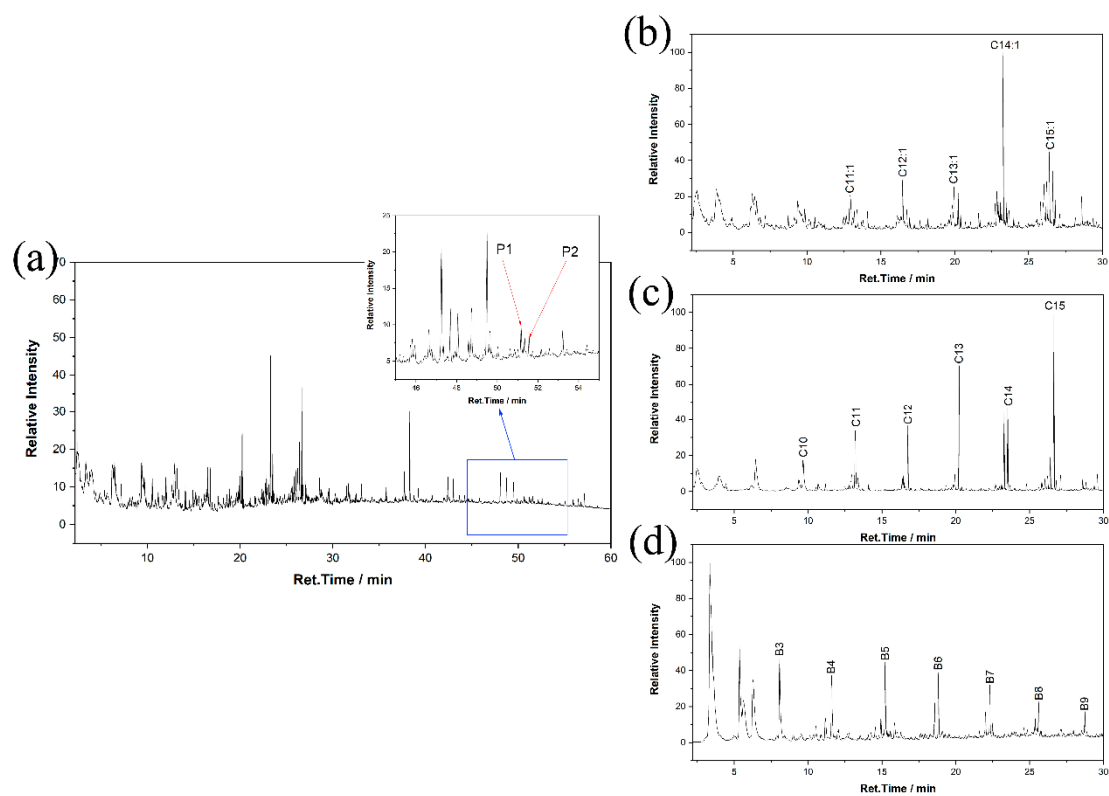 (a)
70
60
50
40
30
20
10
0
10
20
30
40
50
60
Relative Intensity
Ret.Time / min
25
20
15
10
5
0
46
48
50
52
54
Relative Intensity
Ret.Time / min
P1
P2
(b)
100
80
60
40
20
0
5
10
15
20
25
30
Relative Intensity
Ret.Time / min
C11:1
C12:1
C13:1
C14:1
C15:1
(c)
100
80
60
40
20
0
5
10
15
20
25
30
Relative Intensity
Ret.Time / min
C10
C11
C12
C13
C14
C15
(d)
100
80
60
40
20
0
5
10
15
20
25
30
Relative Intensity
Ret.Time / min
B3
B4
B5
B6
B7
B8
B9